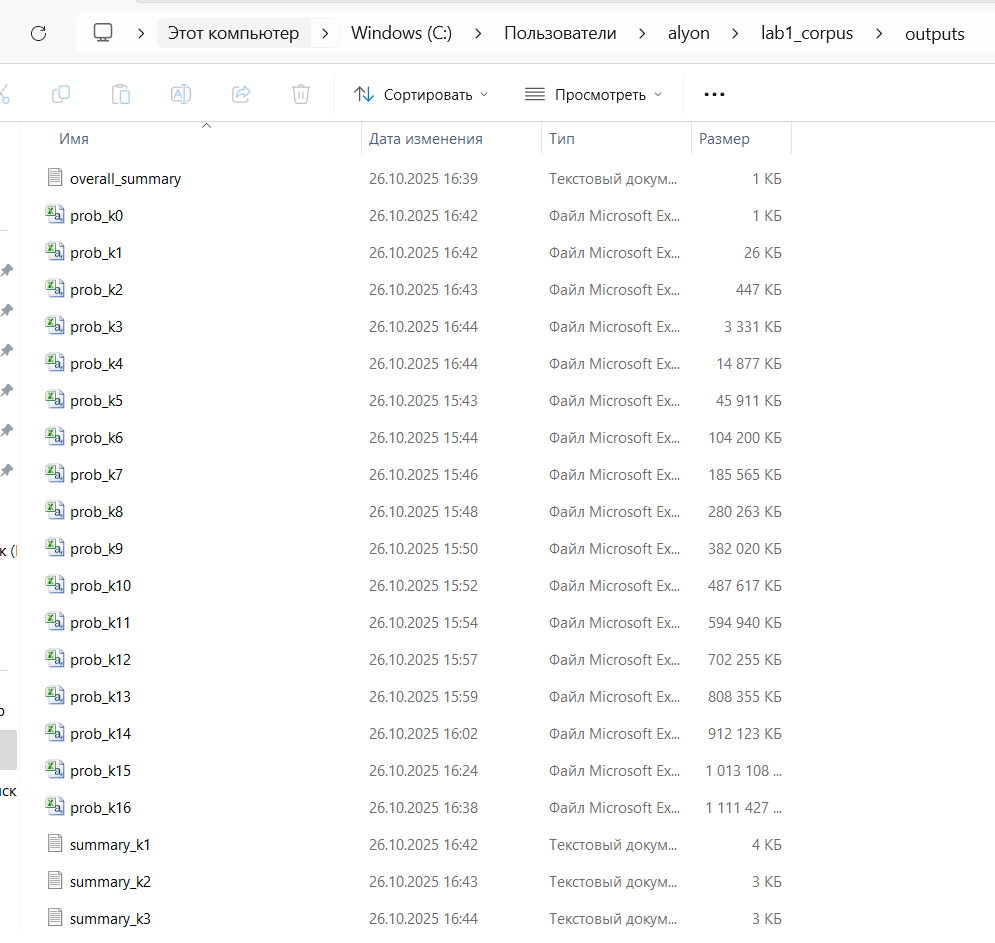 Этот компьютер > Windows (C:) > Пользователи > alyon > lab1_corpus > outputs
Сортировать Просмотреть
Имя Дата изменения Тип Размер
overall_summary 26.10.2025 16:39 Текстовый докум... 1 КБ
prob_k0 26.10.2025 16:42 Файл Microsoft Ex... 1 КБ
prob_k1 26.10.2025 16:42 Файл Microsoft Ex... 26 КБ
prob_k2 26.10.2025 16:43 Файл Microsoft Ex... 447 КБ
prob_k3 26.10.2025 16:44 Файл Microsoft Ex... 3 331 КБ
prob_k4 26.10.2025 16:44 Файл Microsoft Ex... 14 877 КБ
prob_k5 26.10.2025 15:43 Файл Microsoft Ex... 45 911 КБ
prob_k6 26.10.2025 15:44 Файл Microsoft Ex... 104 200 КБ
prob_k7 26.10.2025 15:46 Файл Microsoft Ex... 185 565 КБ
prob_k8 26.10.2025 15:48 Файл Microsoft Ex... 280 263 КБ
prob_k9 26.10.2025 15:50 Файл Microsoft Ex... 382 020 КБ
к (
prob_k10 26.10.2025 15:52 Файл Microsoft Ex... 487 617 КБ
prob_k11 26.10.2025 15:54 Файл Microsoft Ex... 594 940 КБ
prob_k12 26.10.2025 15:57 Файл Microsoft Ex... 702 255 КБ
prob_k13 26.10.2025 15:59 Файл Microsoft Ex... 808 355 КБ
prob_k14 26.10.2025 16:02 Файл Microsoft Ex... 912 123 КБ
prob_k15 26.10.2025 16:24 Файл Microsoft Ex... 1 013 108 ...
ск
prob_k16 26.10.2025 16:38 Файл Microsoft Ex... 1 111 427 ...
summary_k1 26.10.2025 16:42 Текстовый докум... 4 КБ
summary_k2 26.10.2025 16:43 Текстовый докум... 3 КБ
summary_k3 26.10.2025 16:44 Текстовый докум... 3 КБ